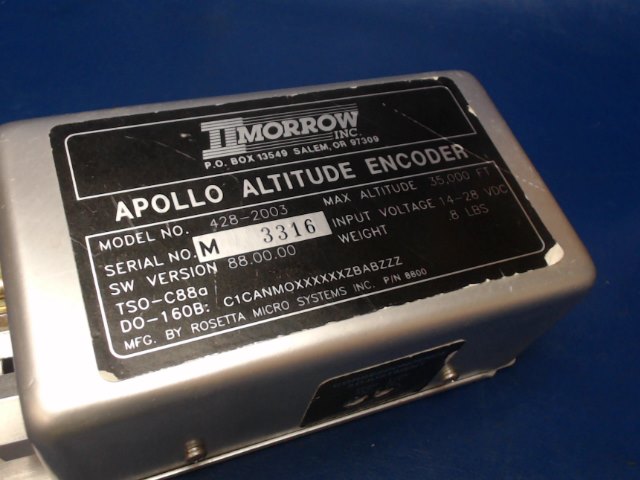 IIMORROW
INC.
P.O. BOX 13549 SALEM, OR 97309
APOLLO ALTITUDE ENCODER
MODEL NO. 428-2003 MAX ALTITUDE 35,000 FT
SERIAL NO. M 3316 INPUT VOLTAGE 14-28 VDC
SW VERSION 88.00.00 WEIGHT .8 LBS
TSO-C88a
DO-160B: C1CANMOXXXXXXZBABZZZ
MFG. BY ROSETTA MICRO SYSTEMS INC. P/N 8800